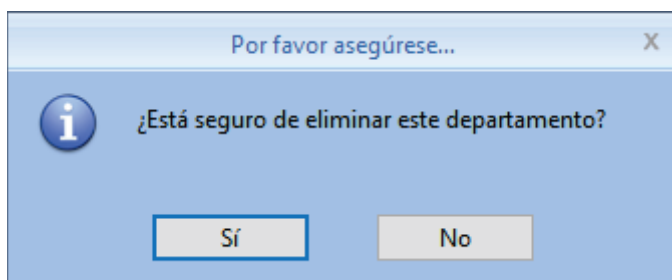 Por favor asegúrese...
X
¿Está seguro de eliminar este departamento?
Sí
No